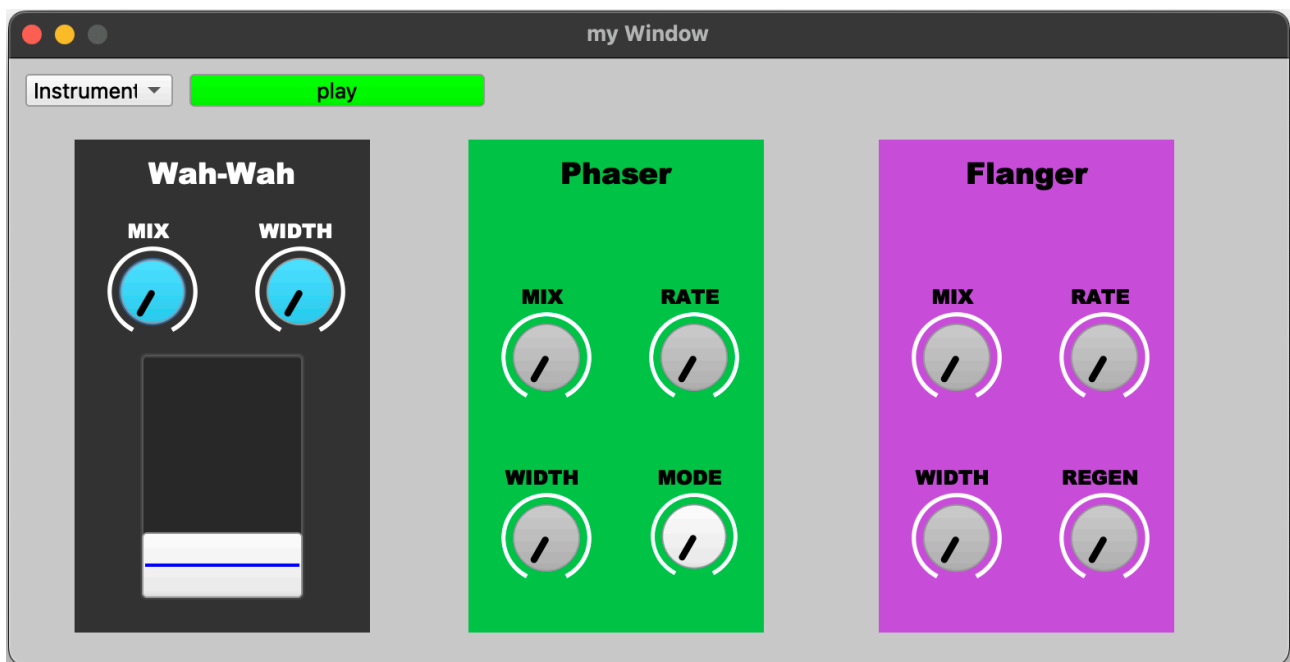 my Window
Instrument play
Wah-Wah
MIX WIDTH
Phaser
MIX RATE
WIDTH MODE
Flanger
MIX RATE
WIDTH REGEN